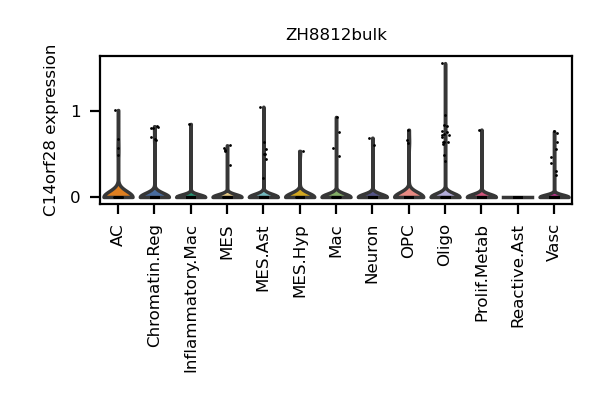 ZH8812bulk
C14orf28 expression
1
0
AC
Chromatin.Reg
Inflammatory.Mac
MES
MES.Ast
MES.Hyp
Mac
Neuron
OPC
Oligo
Prolif.Metab
Reactive.Ast
Vasc